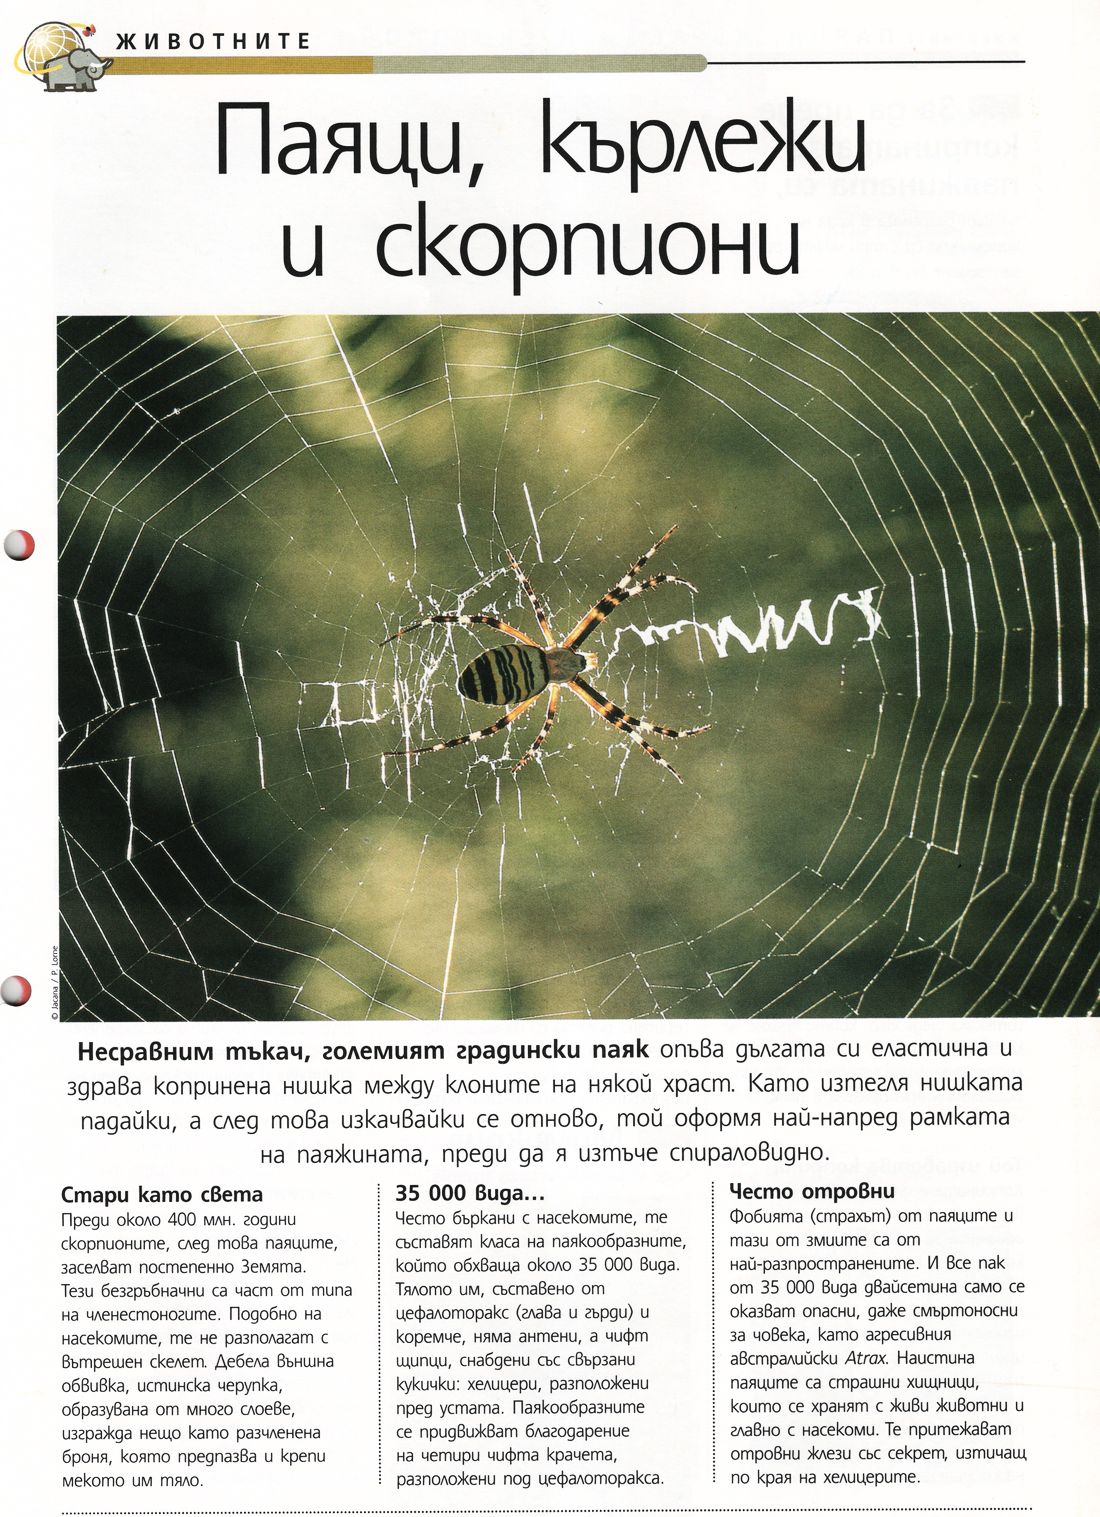 ЖИВОТНИТЕ
Паяци, кърлежи
и скорпиони
© Jacana / P. Lorne
Несравним тъкач, големият градински паяк опъва дългата си еластична и
здрава копринена нишка между клоните на някой храст. Като изтегля нишката
падайки, а след това изкачвайки се отново, той оформя най-напред рамката
на паяжината, преди да я изтъче спираловидно.
Стари като света
Преди около 400 млн. години
скорпионите, след това паяците,
заселват постепенно Земята.
Тези безгръбначни са част от типа
на членестоногите. Подобно на
насекомите, те не разполагат с
вътрешен скелет. Дебела външна
обвивка, истинска черупка,
образувана от много слоеве,
изгражда нещо като разчленена
броня, която предпазва и крепи
мекото им тяло.
35 000 вида...
Често бъркани с насекомите, те
съставят класа на паякообразните,
който обхваща около 35 000 вида.
Тялото им, съставено от
цефалоторакс (глава и гърди) и
коремче, няма антени, а чифт
щипци, снабдени със свързани
кукички: хелицери, разположени
пред устата. Паякообразните
се придвижват благодарение
на четири чифта крачета,
разположени под цефалоторакса.
Често отровни
Фобията (страхът) от паяците и
тази от змиите са от
най-разпространените. И все пак
от 35 000 вида двайсетина само се
оказват опасни, даже смъртоносни
за човека, като агресивния
австралийски Atrax. Наистина
паяците са страшни хищници,
които се хранят с живи животни и
главно с насекоми. Те притежават
отровни жлези със секрет, изтичащ
по края на хелицерите.